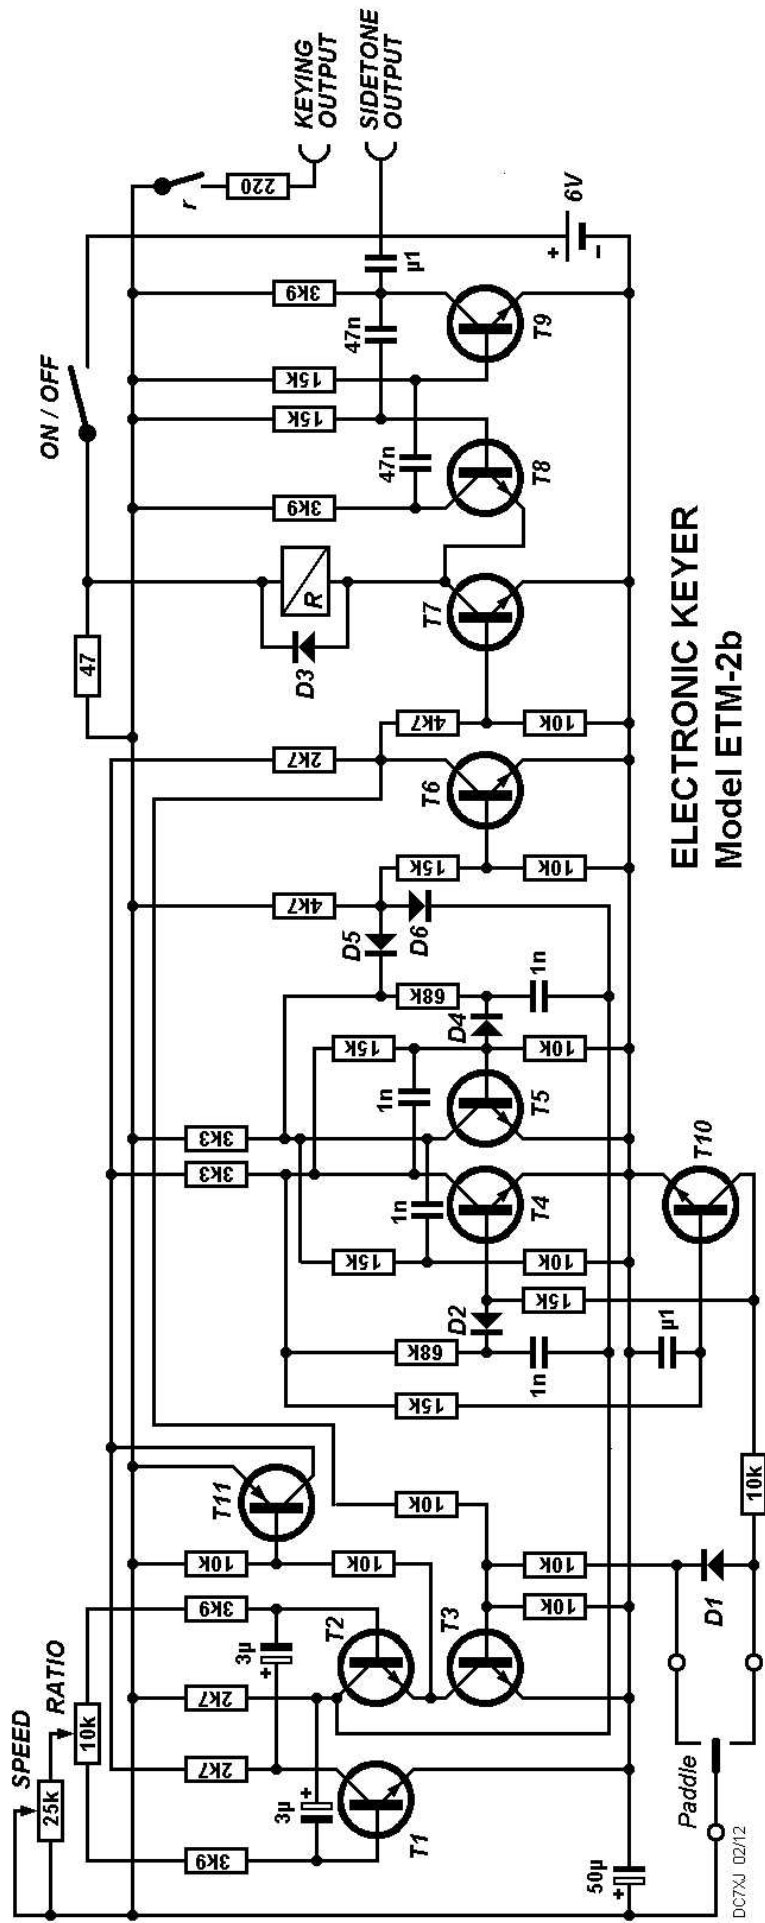 SPEED
25k
RATIO
10k
3k9
3µ
+
T1
2k7
3µ
+
2k7
T2
3k9
T3
10k
10k
10k
10k
10k
T11
50µ
+
Paddle
D1
10k
DC7XJ 02/12
15k
68k
D2
1n
15k
µ1
15k
10k
1n
T4
T10
3k3
3k3
1n
T5
15k
10k
D4
68k
1n
D5
D6
4k7
15k
10k
T6
2k7
4k7
10k
T7
47
D3
R
ON / OFF
3k9
47n
T8
15k
15k
47n
T9
3k9
µ1
r
220
KEYING
OUTPUT
SIDETONE
OUTPUT
+
6V
−
ELECTRONIC KEYER
Model ETM-2b